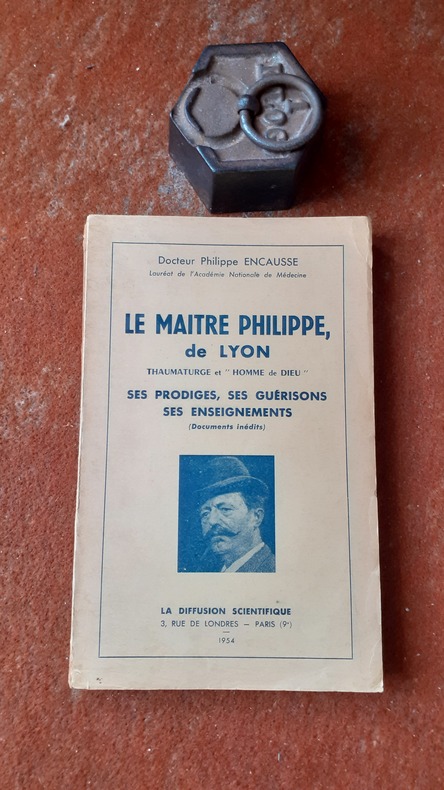 Docteur Philippe ENCAUSSE
Lauréat de l'Académie Nationale de Médecine
LE MAITRE PHILIPPE,
de LYON
THAUMATURGE et " HOMME de DIEU "
SES PRODIGES, SES GUÉRISONS
SES ENSEIGNEMENTS
(Documents inédits)
LA DIFFUSION SCIENTIFIQUE
3, RUE DE LONDRES — PARIS (9e)
1954